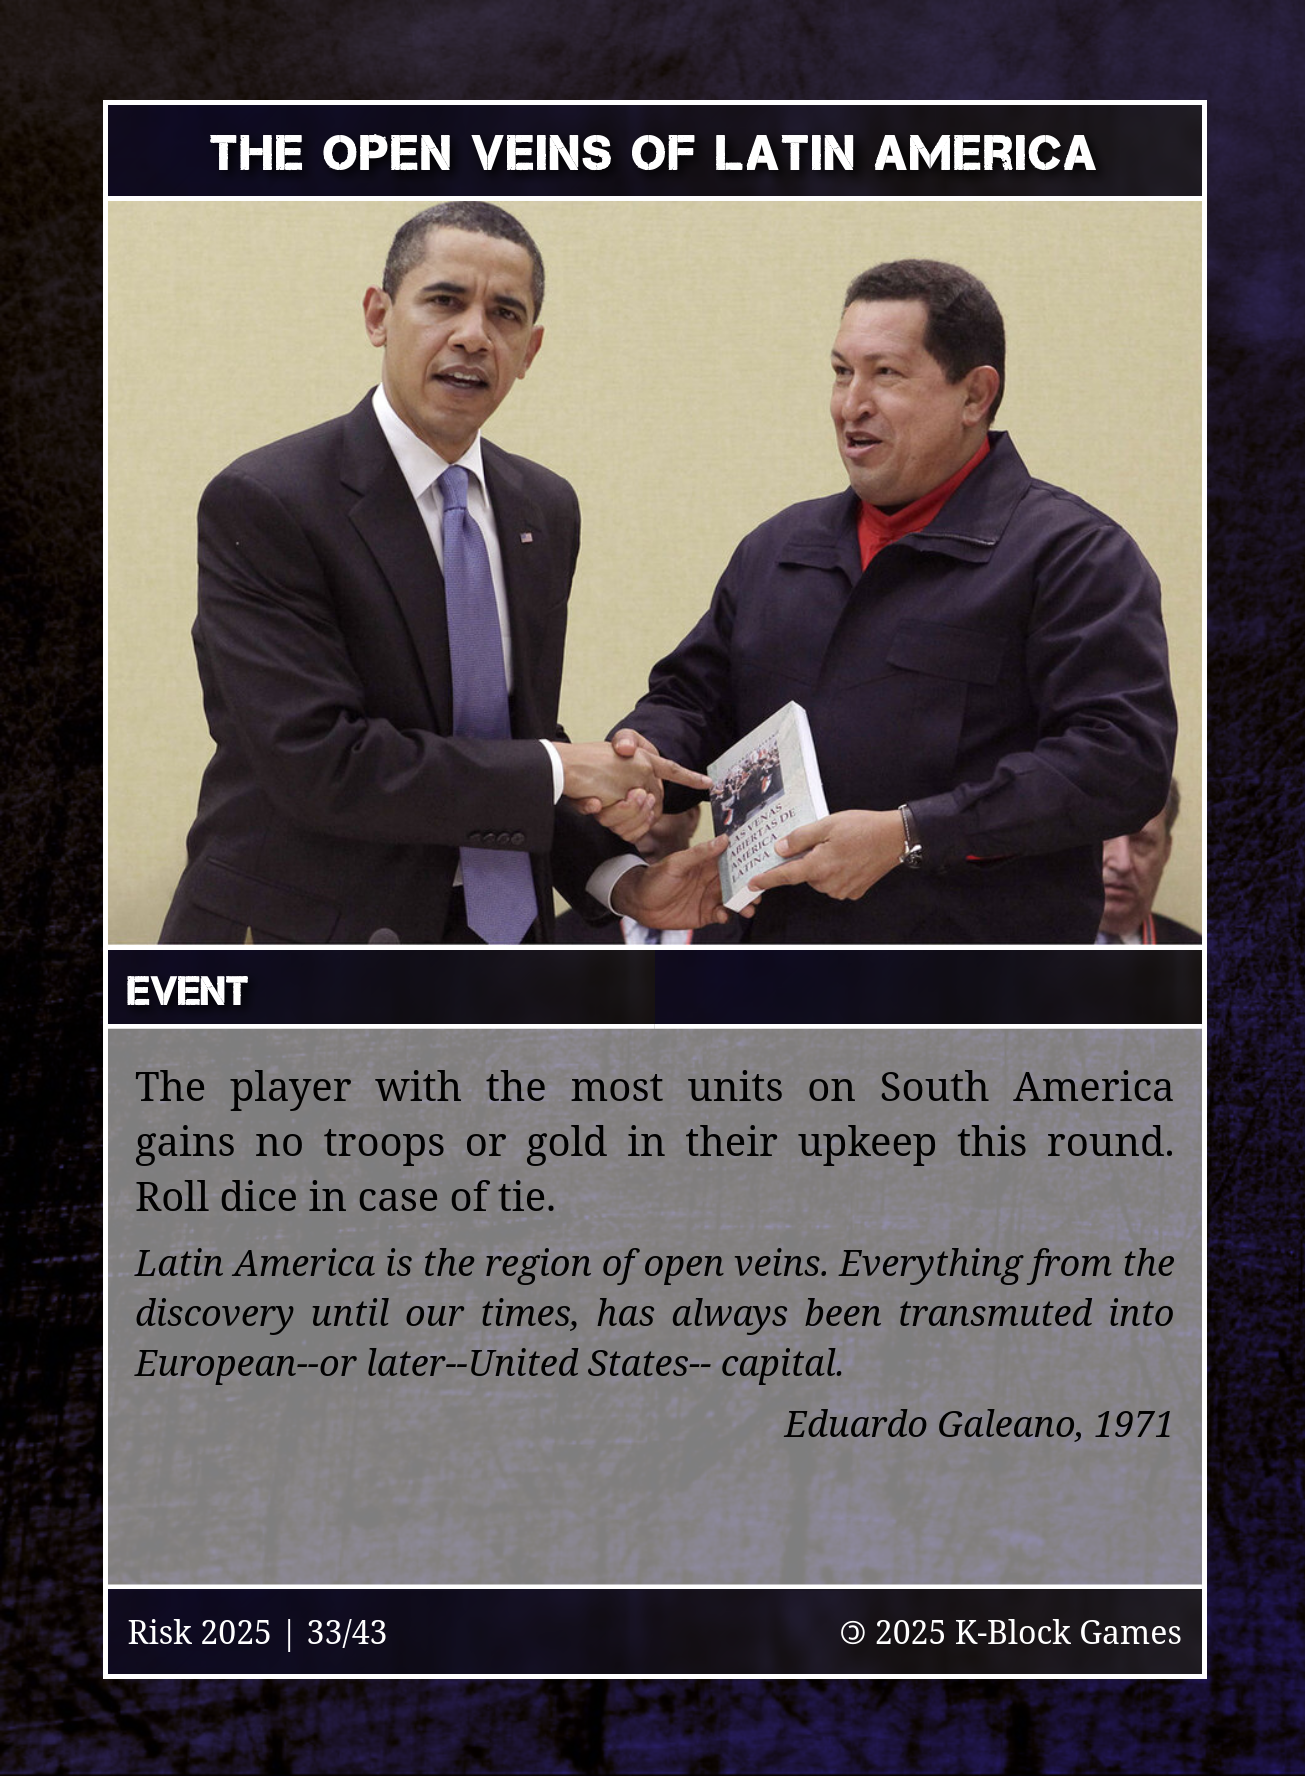 THE OPEN VEINS OF LATIN AMERICA
LAS VENAS
ABIERTAS DE
AMERICA
LATINA
EVENT
The player with the most units on South America
gains no troops or gold in their upkeep this round.
Roll dice in case of tie.
Latin America is the region of open veins. Everything from the
discovery until our times, has always been transmuted into
European--or later--United States-- capital.
Eduardo Galeano, 1971
Risk 2025 | 33/43
🄯 2025 K-Block Games